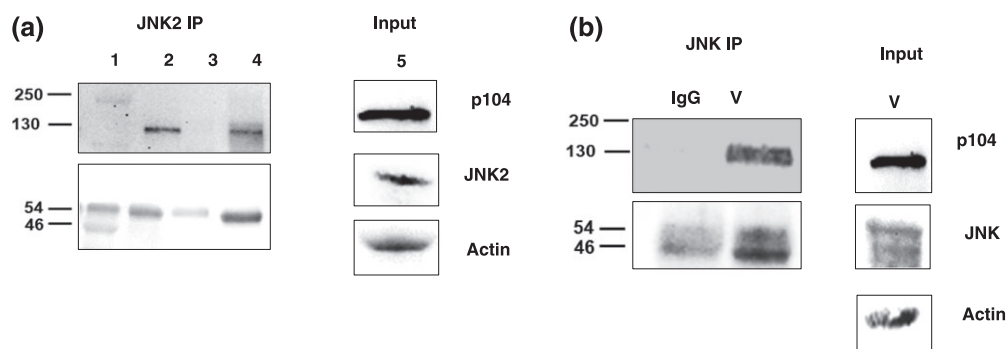 (a)
JNK2 IP
Input
1 2 3 4
5
250
130
p104
54
46
JNK2
Actin
(b)
JNK IP
Input
IgG V
V
250
130
p104
54
46
JNK
Actin